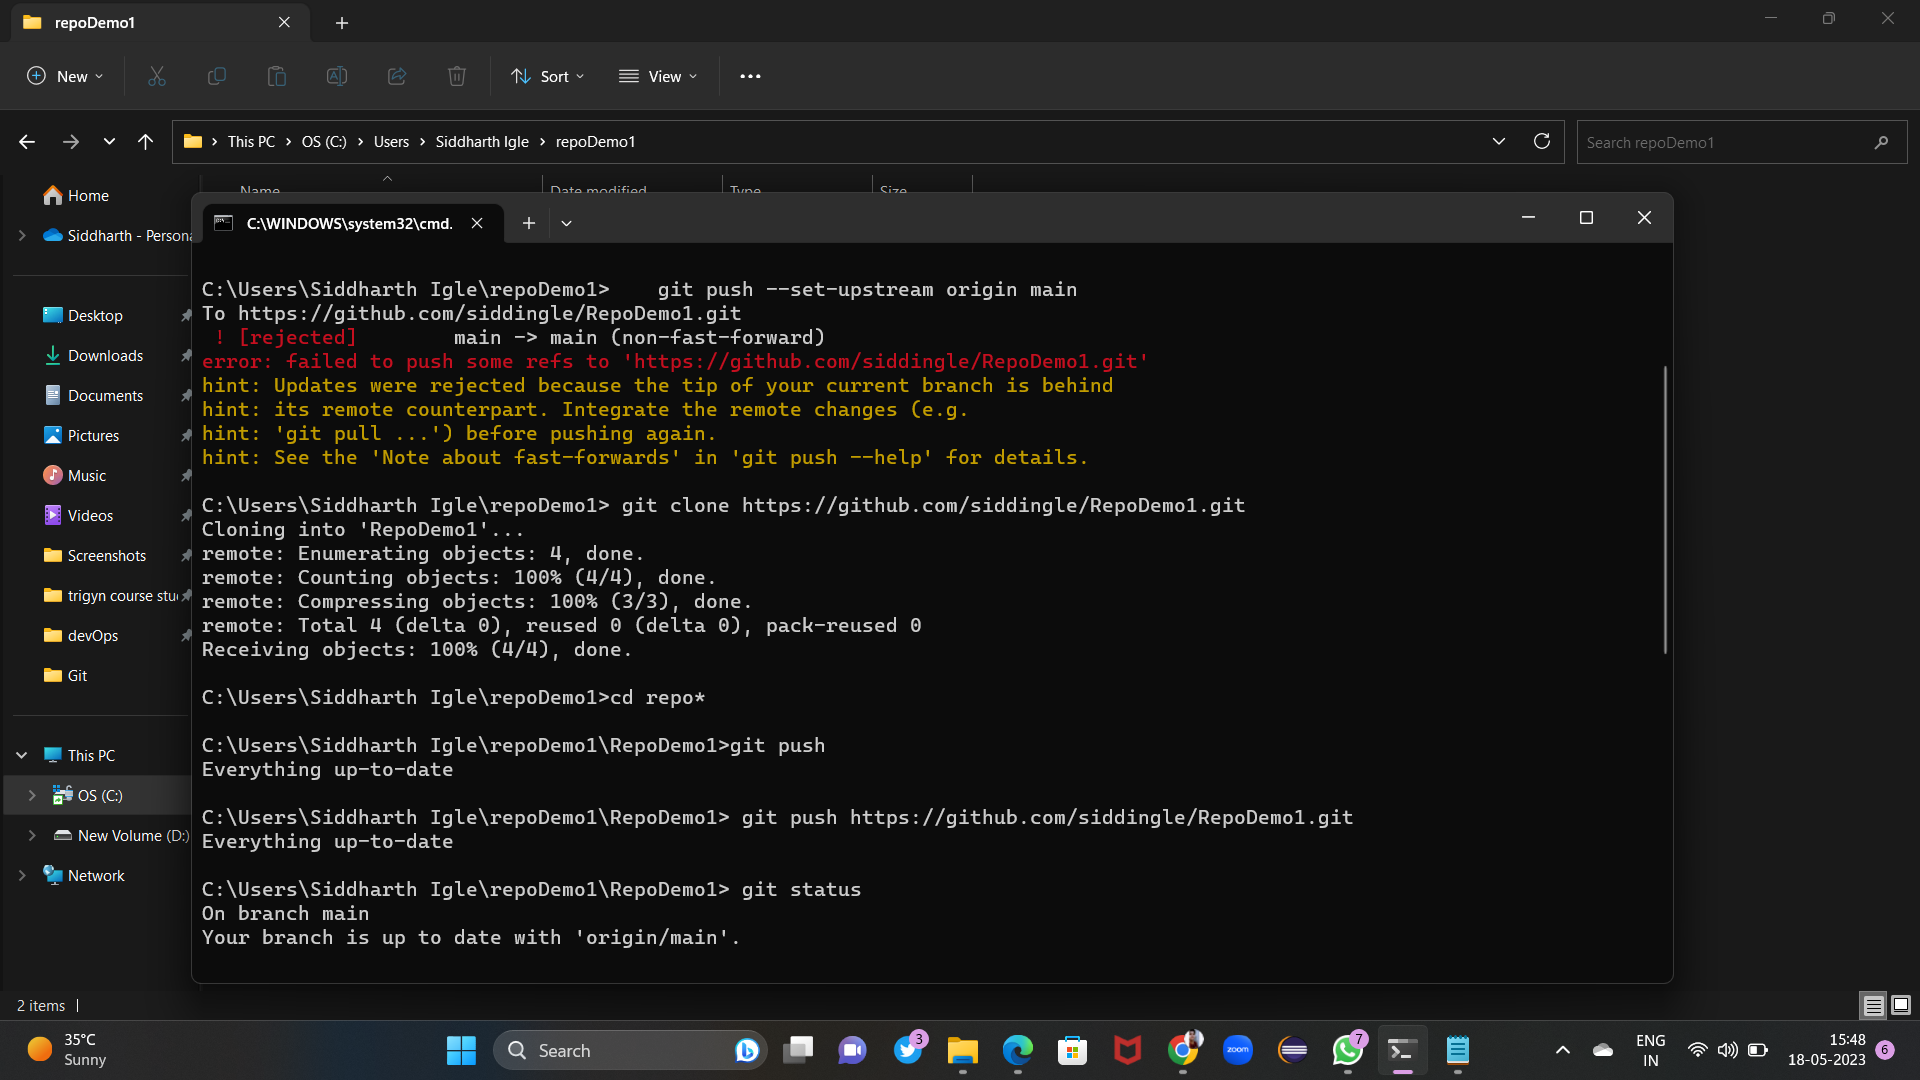 repoDemo1
New
Sort
View
This PC
OS (C:)
Users
Siddharth Igle
repoDemo1
Search repoDemo1
Name
Date modified
Type
Size
Home
Siddharth - Persona
Desktop
Downloads
Documents
Pictures
Music
Videos
Screenshots
trigyn course stu
devOps
Git
This PC
OS (C:)
New Volume (D:)
Network
C:\WINDOWS\system32\cmd.
C:\Users\Siddharth Igle\repoDemo1>    git push --set-upstream origin main
To https://github.com/siddingle/RepoDemo1.git
 ! [rejected]        main -> main (non-fast-forward)
error: failed to push some refs to 'https://github.com/siddingle/RepoDemo1.git'
hint: Updates were rejected because the tip of your current branch is behind
hint: its remote counterpart. Integrate the remote changes (e.g.
hint: 'git pull ...') before pushing again.
hint: See the 'Note about fast-forwards' in 'git push --help' for details.
C:\Users\Siddharth Igle\repoDemo1> git clone https://github.com/siddingle/RepoDemo1.git
Cloning into 'RepoDemo1'...
remote: Enumerating objects: 4, done.
remote: Counting objects: 100% (4/4), done.
remote: Compressing objects: 100% (3/3), done.
remote: Total 4 (delta 0), reused 0 (delta 0), pack-reused 0
Receiving objects: 100% (4/4), done.
C:\Users\Siddharth Igle\repoDemo1>cd repo*
C:\Users\Siddharth Igle\repoDemo1\RepoDemo1>git push
Everything up-to-date
C:\Users\Siddharth Igle\repoDemo1\RepoDemo1> git push https://github.com/siddingle/RepoDemo1.git
Everything up-to-date
C:\Users\Siddharth Igle\repoDemo1\RepoDemo1> git status
On branch main
Your branch is up to date with 'origin/main'.
2 items
35°C
Sunny
Search
3
zoom
7
ENG
IN
15:48
18-05-2023
6